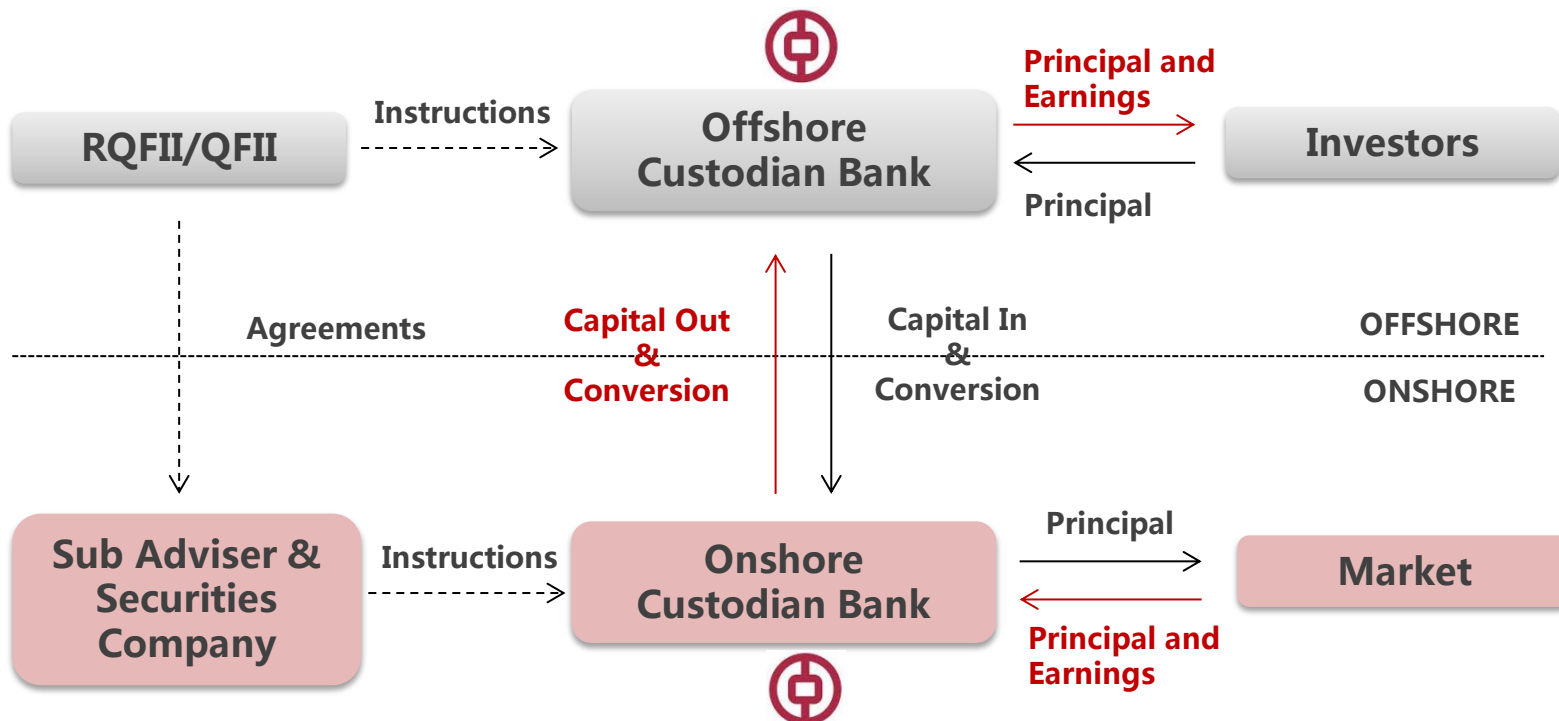 Principal and
Earnings
Instructions
RQFII/QFII
Offshore
Custodian Bank
Investors
Principal
Agreements
Capital Out
&
Conversion
Capital In
&
Conversion
OFFSHORE
ONSHORE
Sub Adviser &
Securities
Company
Instructions
Onshore
Custodian Bank
Principal
Market
Principal and
Earnings